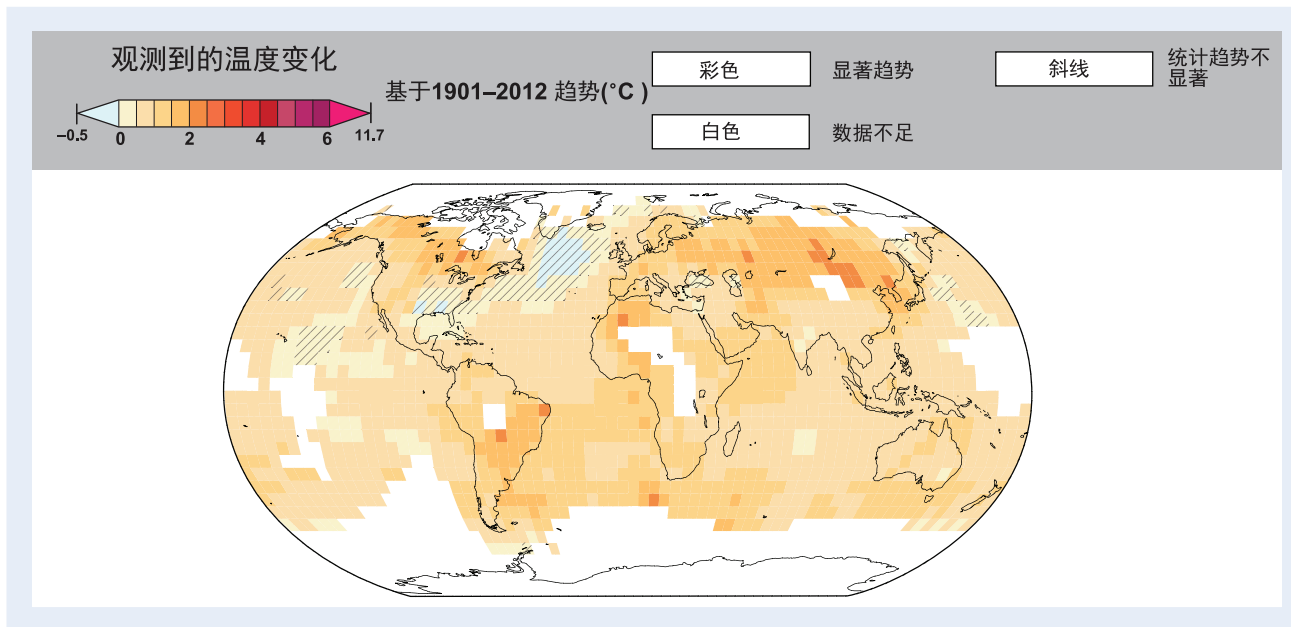 观测到的温度变化
基于1901–2012 趋势(°C )
–0.5 0 2 4 6 11.7
彩色 显著趋势
白色 数据不足
斜线 统计趋势不
显著